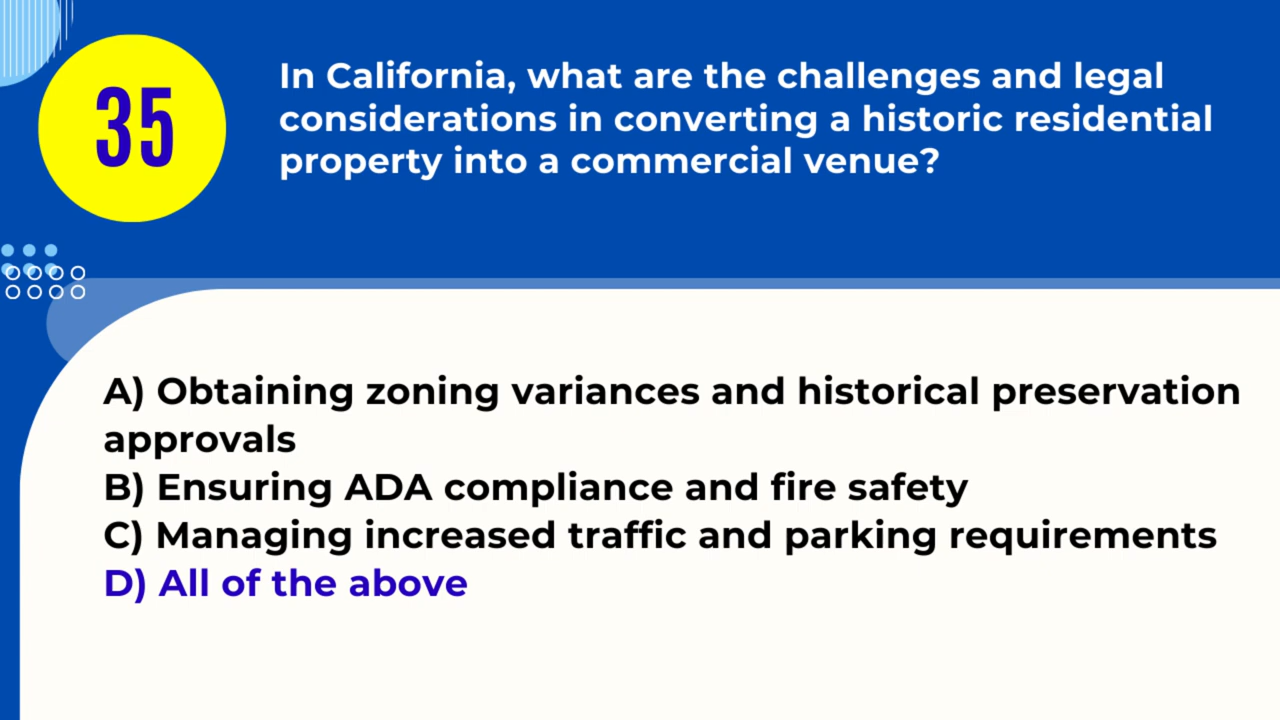 35
In California, what are the challenges and legal
considerations in converting a historic residential
property into a commercial venue?
A) Obtaining zoning variances and historical preservation
approvals
B) Ensuring ADA compliance and fire safety
C) Managing increased traffic and parking requirements
D) All of the above